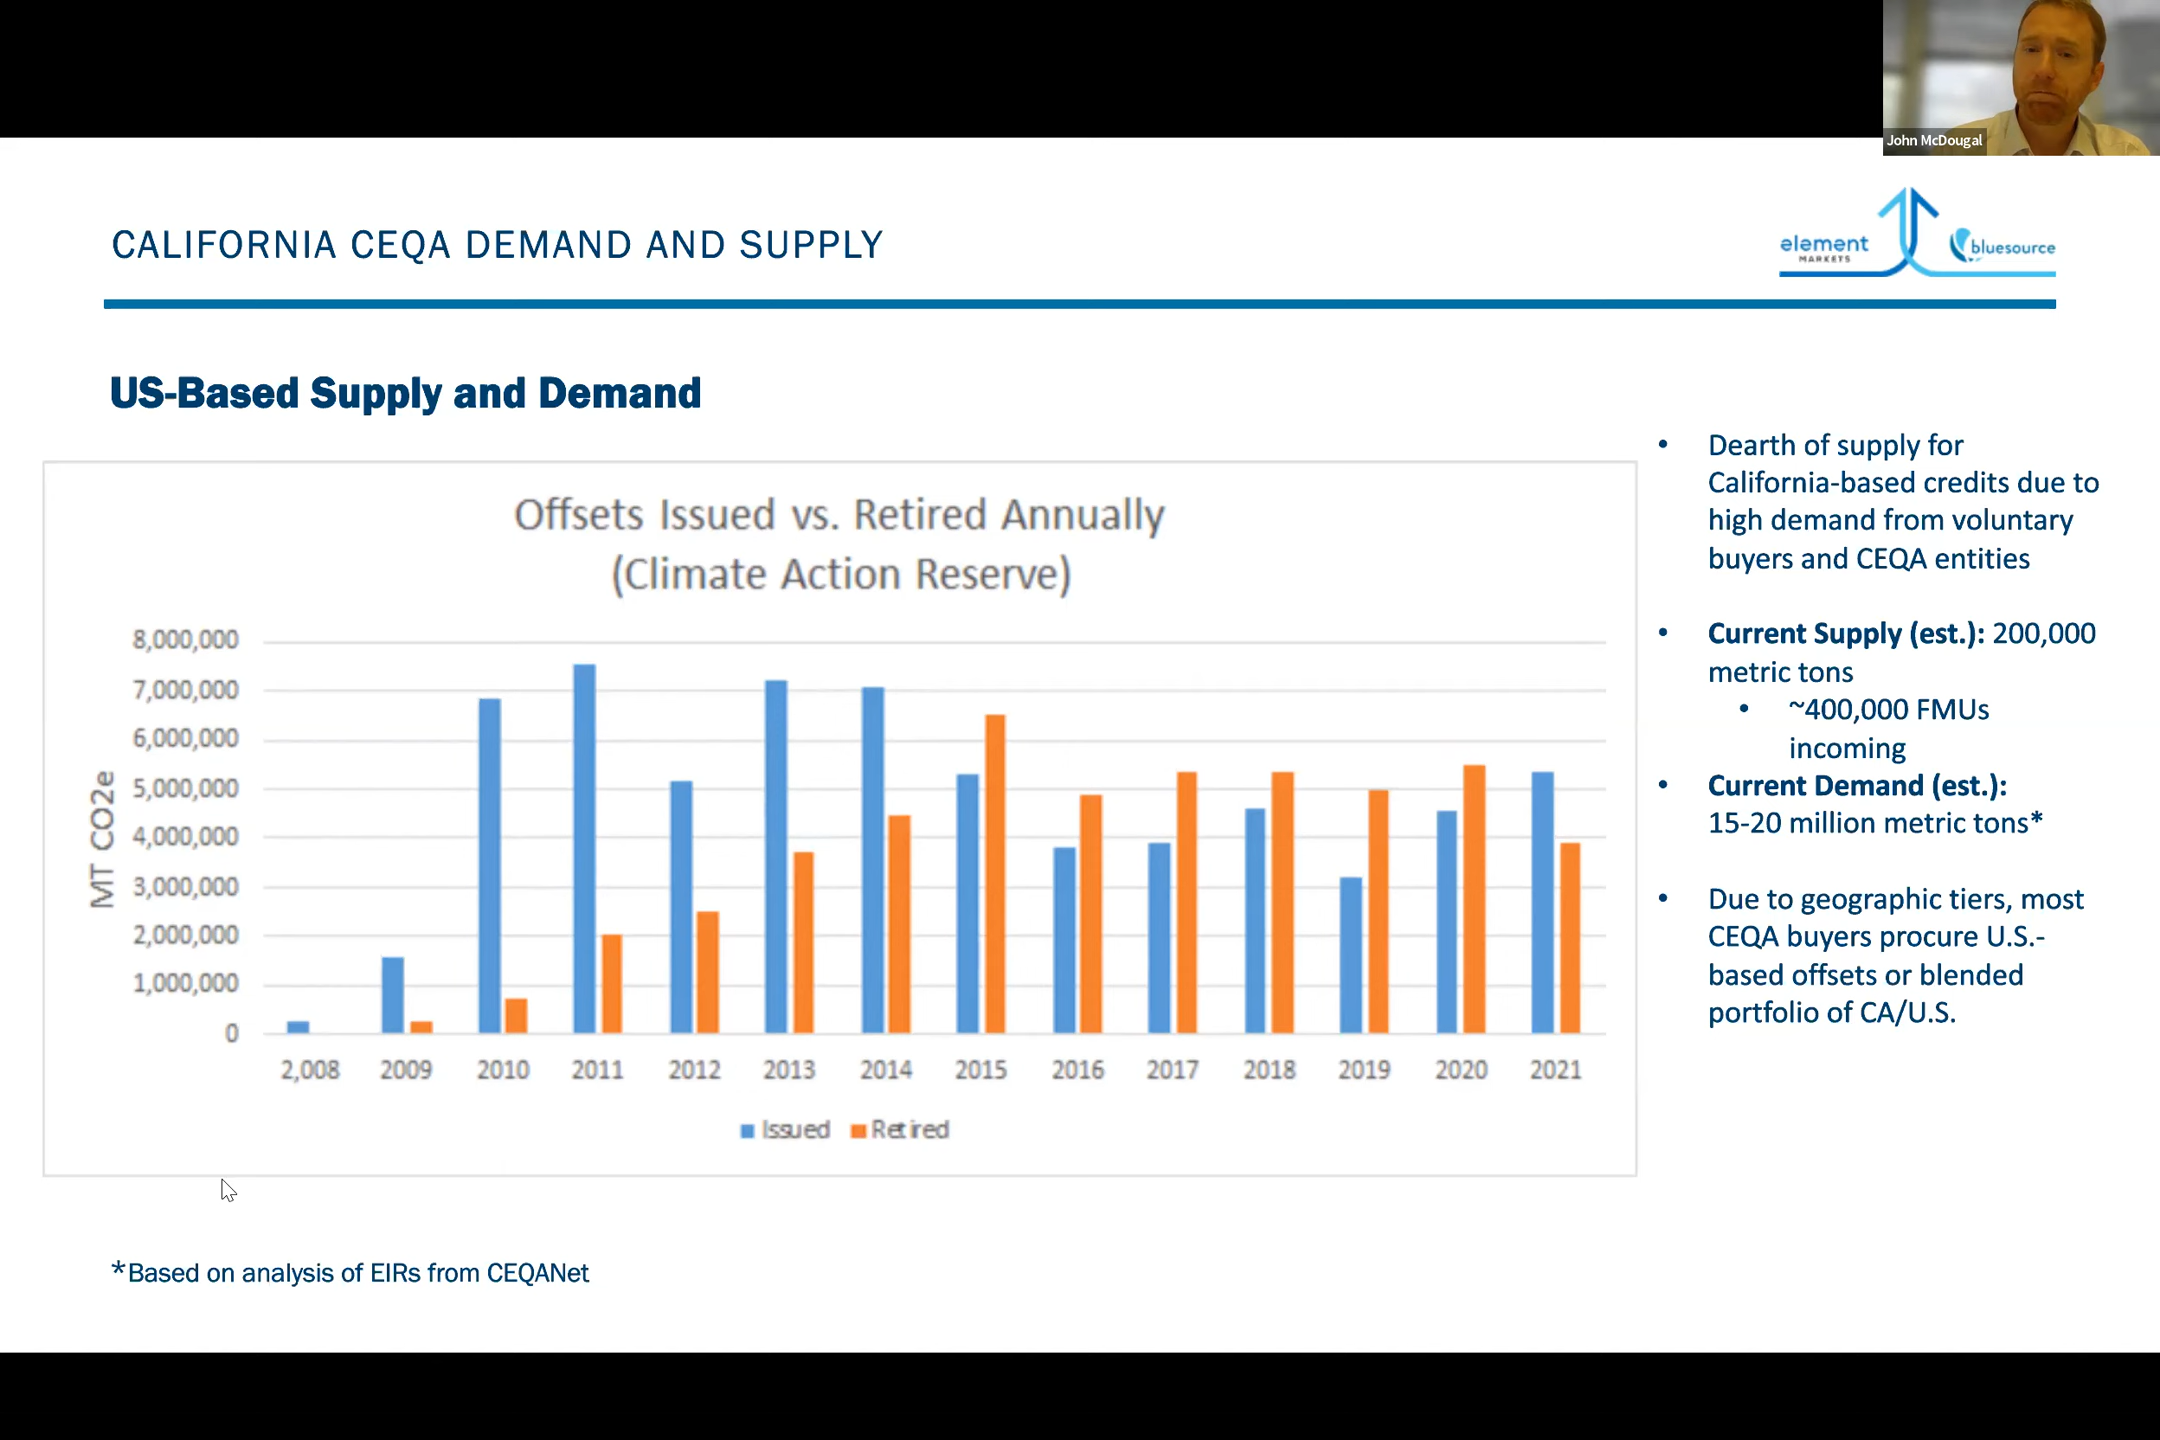 John McDougal
CALIFORNIA CEQA DEMAND AND SUPPLY
element
MARKETS
bluesource
US-Based Supply and Demand
Offsets Issued vs. Retired Annually
(Climate Action Reserve)
MT CO2e
8,000,000
7,000,000
6,000,000
5,000,000
4,000,000
3,000,000
2,000,000
1,000,000
0
2,008 2009 2010 2011 2012 2013 2014 2015 2016 2017 2018 2019 2020 2021
Issued Retired
• Dearth of supply for
California-based credits due to
high demand from voluntary
buyers and CEQA entities
• Current Supply (est.): 200,000
metric tons
• ~400,000 FMUs
incoming
• Current Demand (est.):
15-20 million metric tons*
• Due to geographic tiers, most
CEQA buyers procure U.S.-
based offsets or blended
portfolio of CA/U.S.
*Based on analysis of EIRs from CEQANet